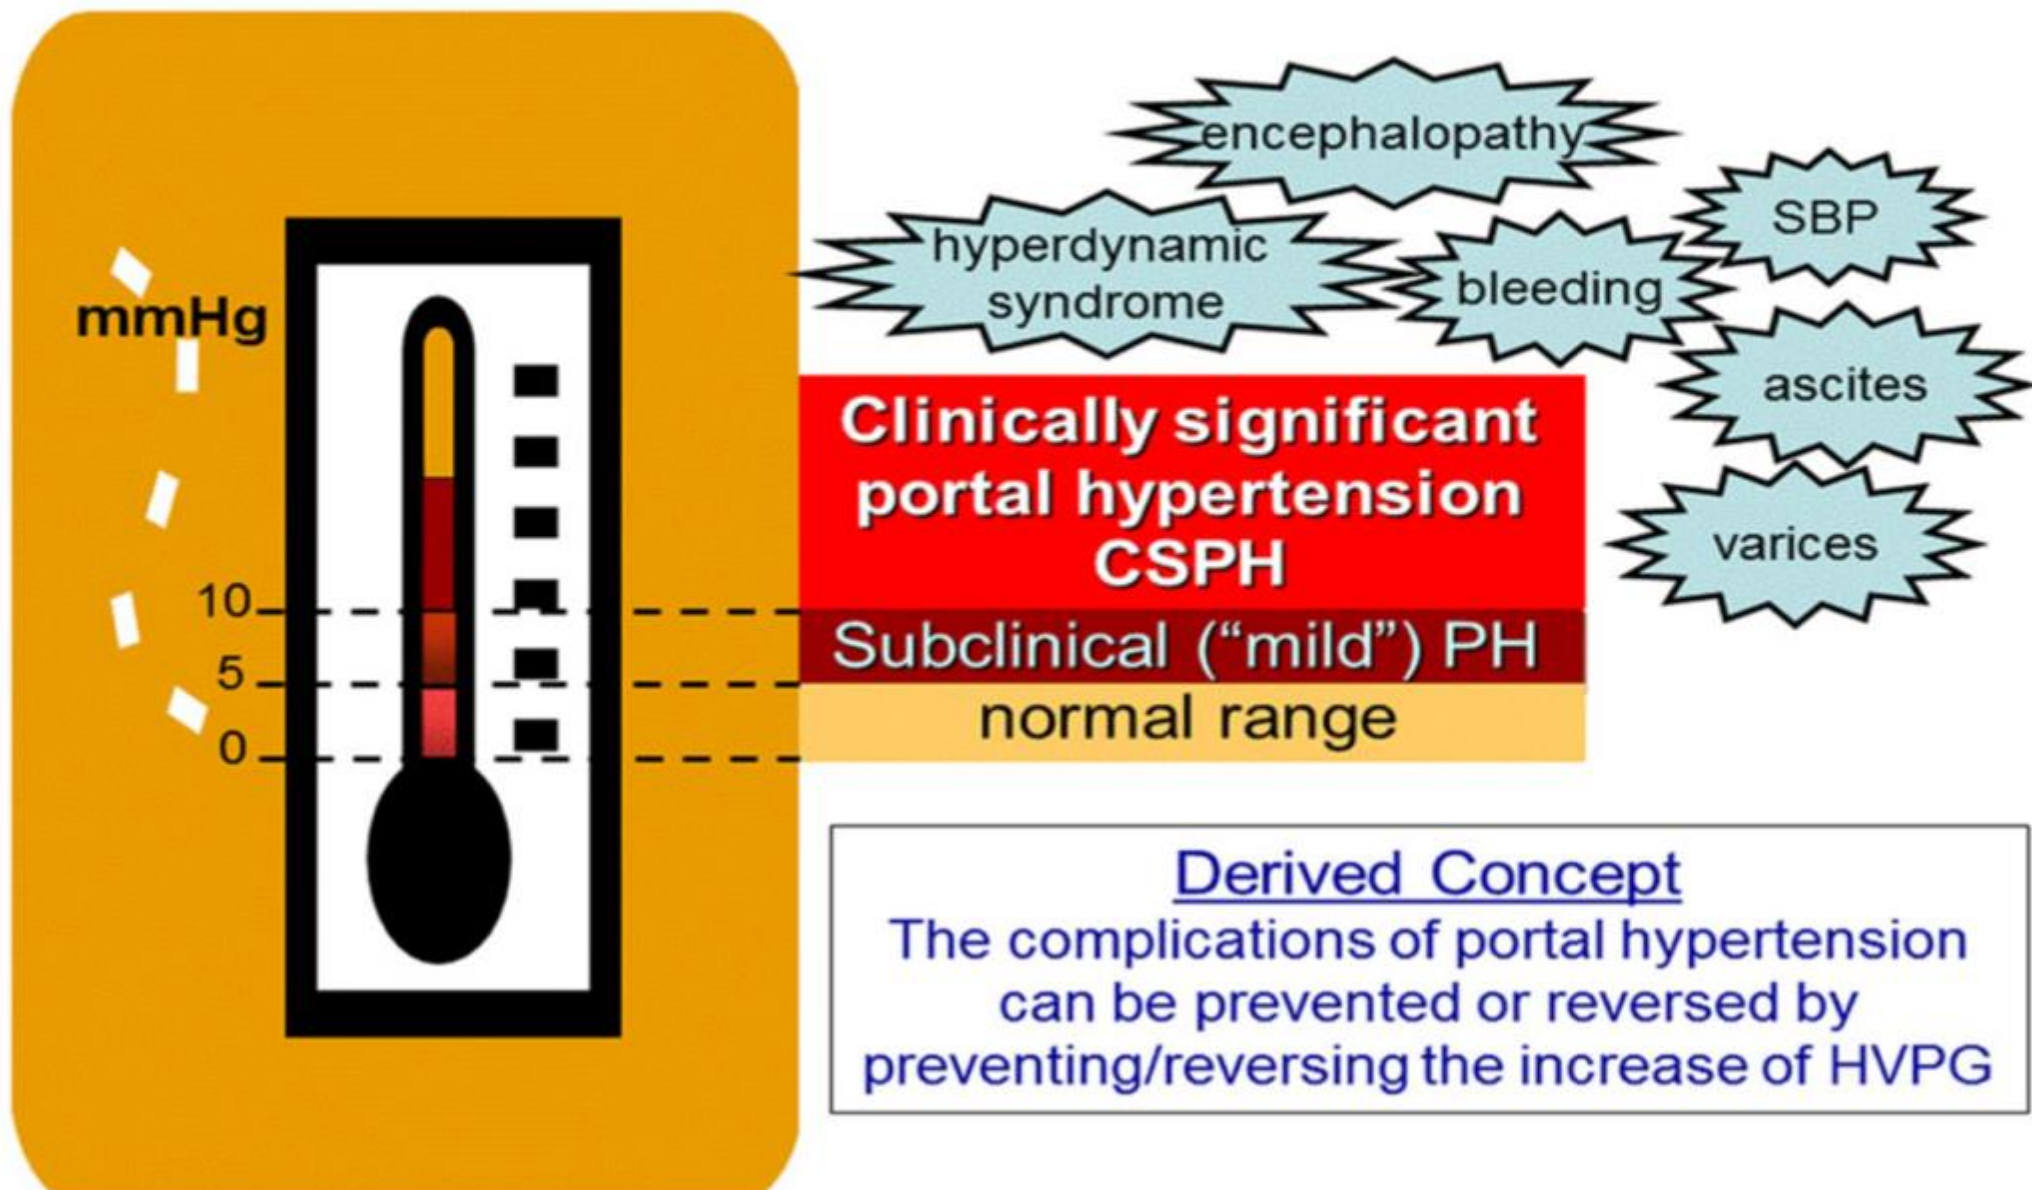 mmHg
10
5
0
encephalopathy
SBP
hyperdynamic
syndrome
bleeding
ascites
varices
Clinically significant
portal hypertension
CSPH
Subclinical (“mild”) PH
normal range
Derived Concept
The complications of portal hypertension
can be prevented or reversed by
preventing/reversing the increase of HVPG